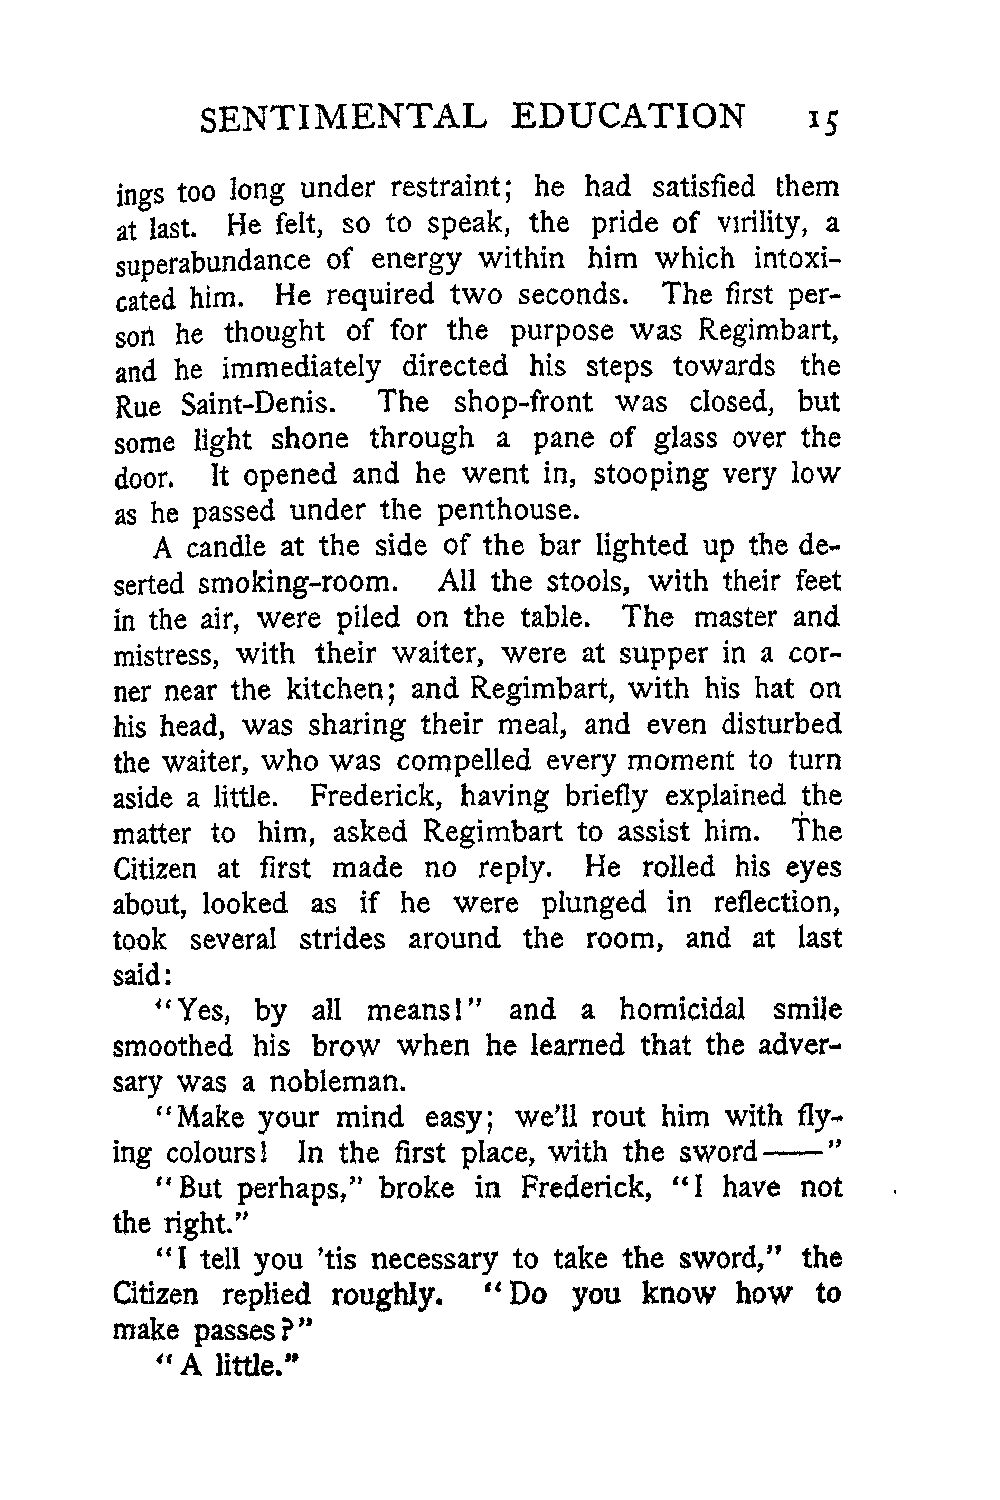 SENTIMENTAL EDUCATION 15
ings too long under restraint; he had satisfied them
at last. He felt, so to speak, the pride of virility, a
superabundance of energy within him which intoxi-
cated him. He required two seconds. The first per-
son he thought of for the purpose was Regimbart,
and he immediately directed his steps towards the
Rue Saint-Denis. The shop-front was closed, but
some light shone through a pane of glass over the
door. It opened and he went in, stooping very low
as he passed under the penthouse.
A candle at the side of the bar lighted up the de-
serted smoking-room. All the stools, with their feet
in the air, were piled on the table. The master and
mistress, with their waiter, were at supper in a cor-
ner near the kitchen; and Regimbart, with his hat on
his head, was sharing their meal, and even disturbed
the waiter, who was compelled every moment to turn
aside a little. Frederick, having briefly explained the
matter to him, asked Regimbart to assist him. The
Citizen at first made no reply. He rolled his eyes
about, looked as if he were plunged in reflection,
took several strides around the room, and at last
said:
"Yes, by all means!" and a homicidal smile
smoothed his brow when he learned that the adver-
sary was a nobleman.
"Make your mind easy; we'll rout him with fly-
ing colours! In the first place, with the sword——"
"But perhaps," broke in Frederick, "I have not
the right."
"I tell you 'tis necessary to take the sword," the
Citizen replied roughly. "Do you know how to
make passes?"
"A little."